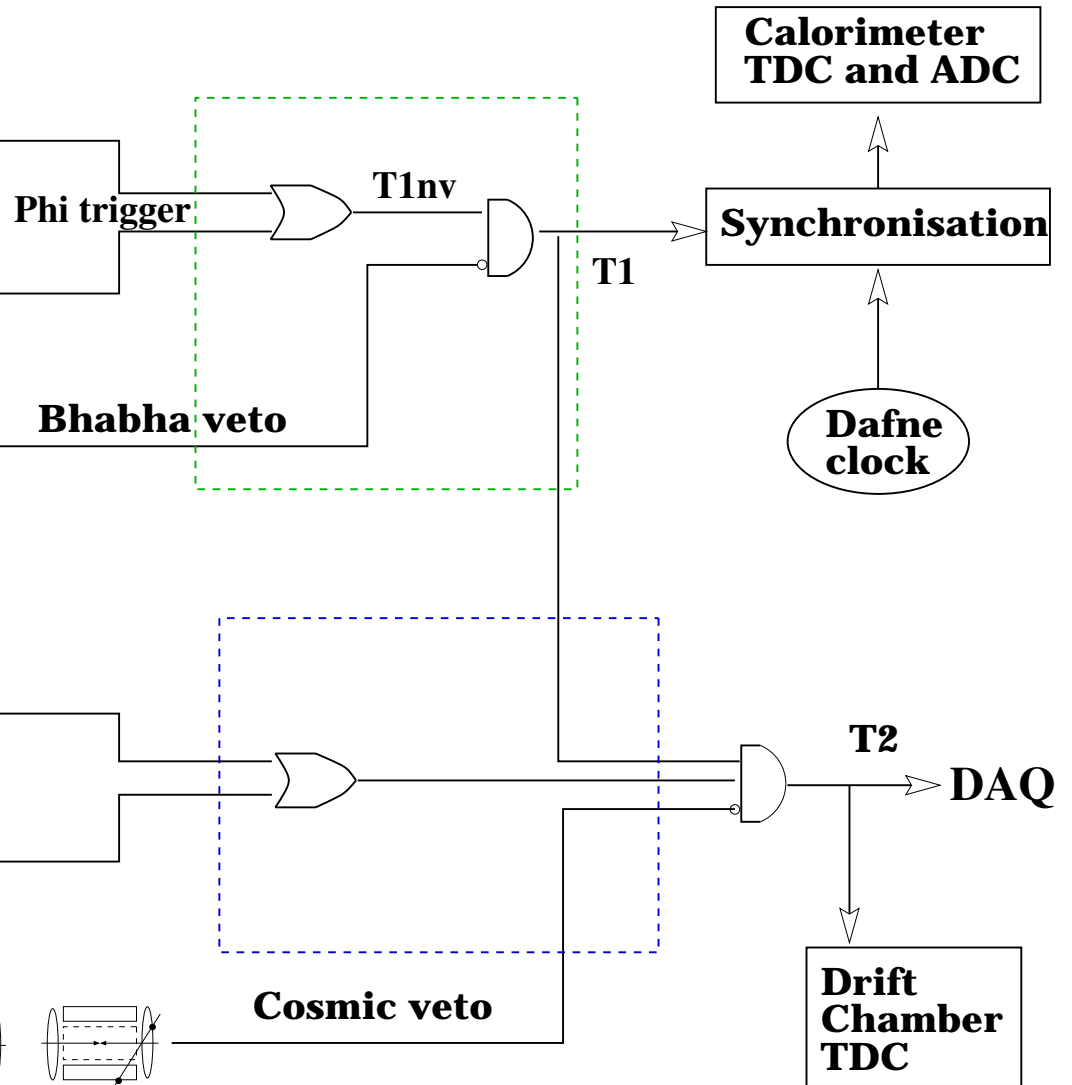 Calorimeter
TDC and ADC
T1nv
Phi trigger
Synchronisation
T1
Bhabha veto
Dafne
clock
T2
DAQ
Cosmic veto
Drift
Chamber
TDC